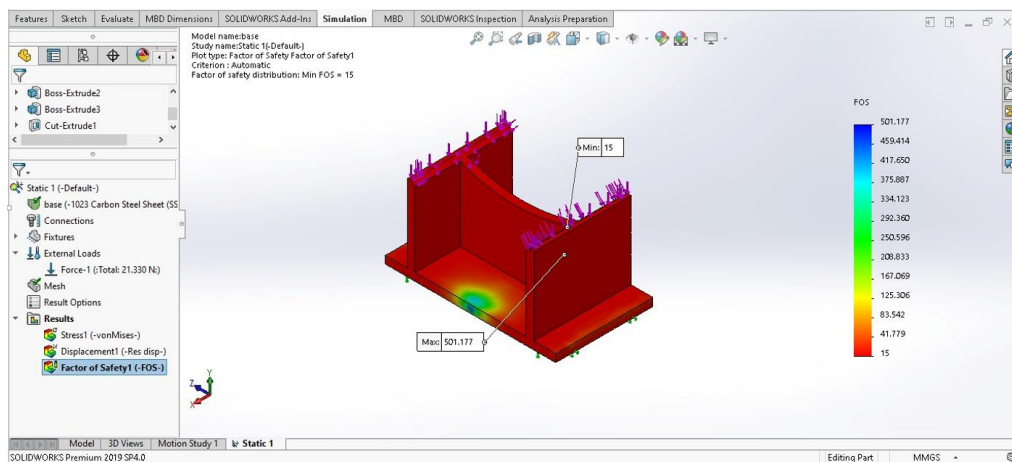 Features Sketch Evaluate MBD Dimensions SOLIDWORKS Add-Ins Simulation MBD SOLIDWORKS Inspection Analysis Preparation
Model name:base
Study name:Static 1(-Default-)
Plot type: Factor of Safety Factor of Safety1
Criterion : Automatic
Factor of safety distribution: Min FOS = 15
Boss-Extrude2
Boss-Extrude3
Cut-Extrude1
Static 1 (-Default-)
base (-1023 Carbon Steel Sheet (SS
Connections
Fixtures
External Loads
Force-1 (:Total: 21.330 N:)
Mesh
Result Options
Results
Stress1 (-vonMises-)
Displacement1 (-Res disp-)
Factor of Safety1 (-FOS-)
Min: 15
Max: 501.177
FOS
501.177
459.414
417.650
375.887
334.123
292.360
250.596
208.833
167.069
125.306
83.542
41.779
15
Y
Z
X
Model 3D Views Motion Study 1 Static 1
SOLIDWORKS Premium 2019 SP4.0 Editing Part MMGS